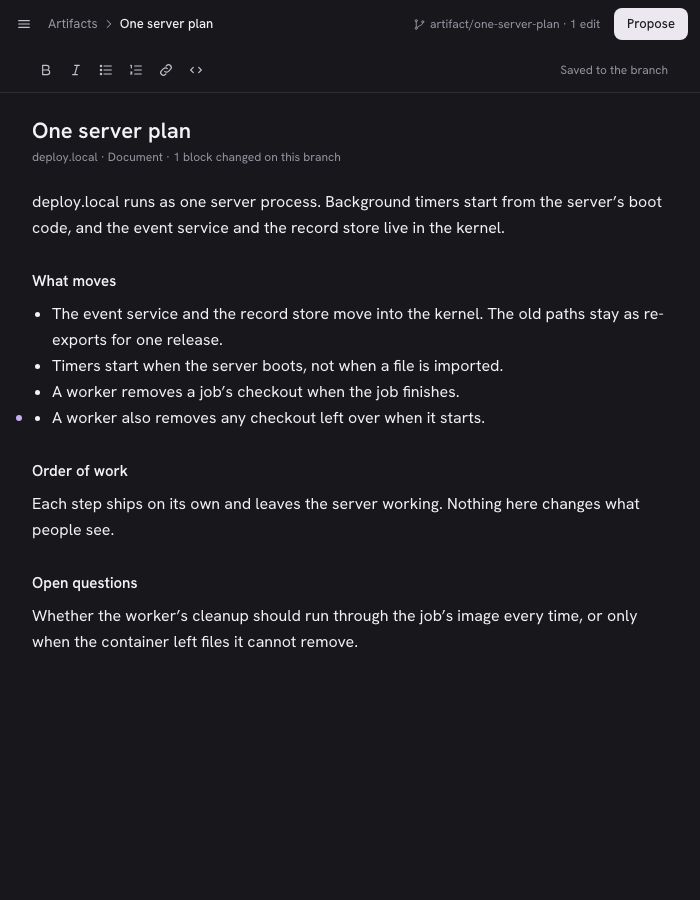 Artifacts > One server plan
artifact/one-server-plan · 1 edit
Propose
B I
Saved to the branch
One server plan
deploy.local · Document · 1 block changed on this branch
deploy.local runs as one server process. Background timers start from the server’s boot
code, and the event service and the record store live in the kernel.
What moves
• The event service and the record store move into the kernel. The old paths stay as re-
exports for one release.
• Timers start when the server boots, not when a file is imported.
• A worker removes a job’s checkout when the job finishes.
• A worker also removes any checkout left over when it starts.
Order of work
Each step ships on its own and leaves the server working. Nothing here changes what
people see.
Open questions
Whether the worker’s cleanup should run through the job’s image every time, or only
when the container left files it cannot remove.